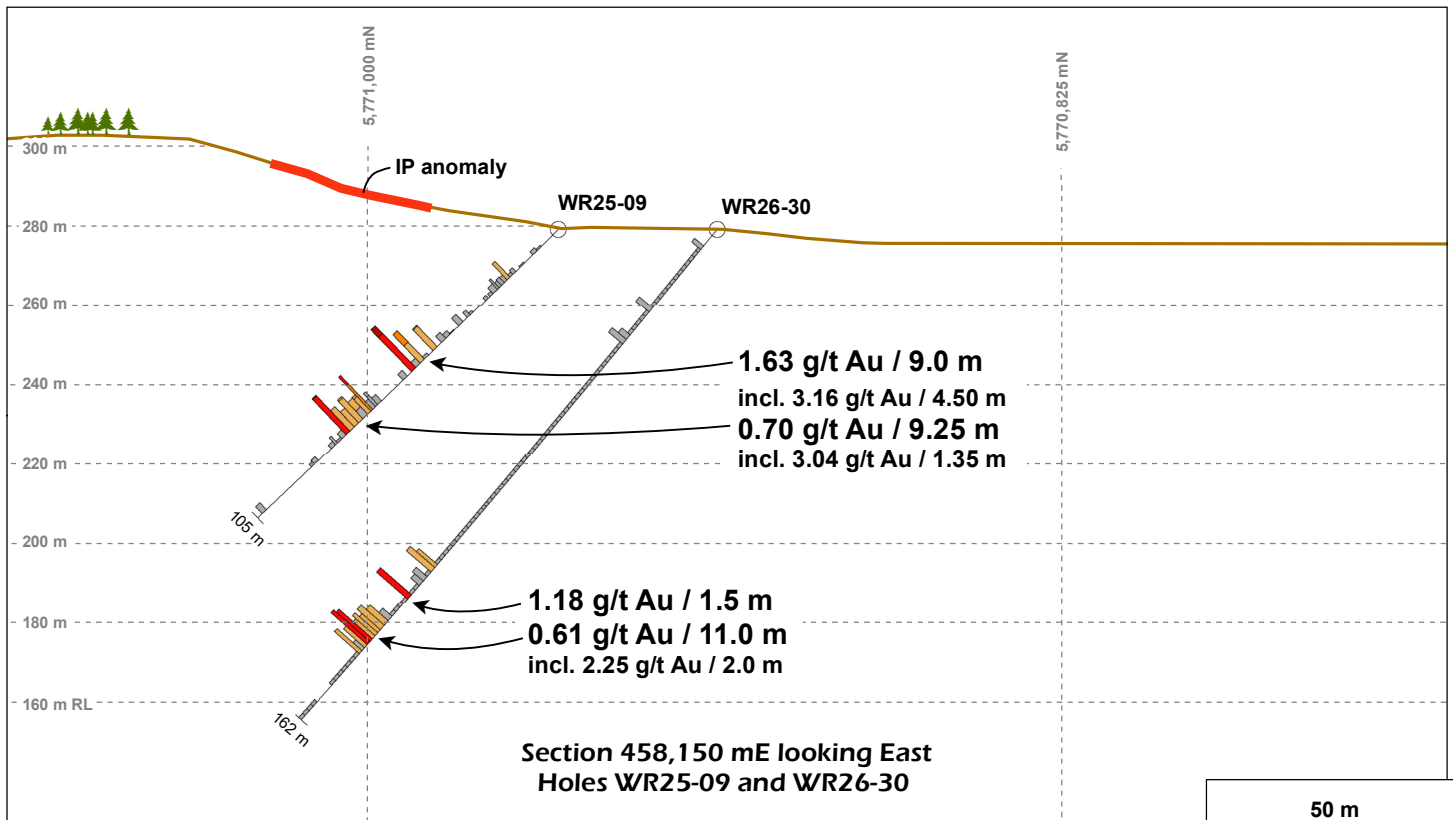 5,771,000 mN
5,770,825 mN
300 m
IP anomaly
WR25-09
WR26-30
280 m
260 m
1.63 g/t Au / 9.0 m
240 m
incl. 3.16 g/t Au / 4.50 m
0.70 g/t Au / 9.25 m
220 m
incl. 3.04 g/t Au / 1.35 m
105 m
200 m
1.18 g/t Au / 1.5 m
180 m
0.61 g/t Au / 11.0 m
incl. 2.25 g/t Au / 2.0 m
160 m RL
162 m
Section 458,150 mE looking East
Holes WR25-09 and WR26-30
50 m